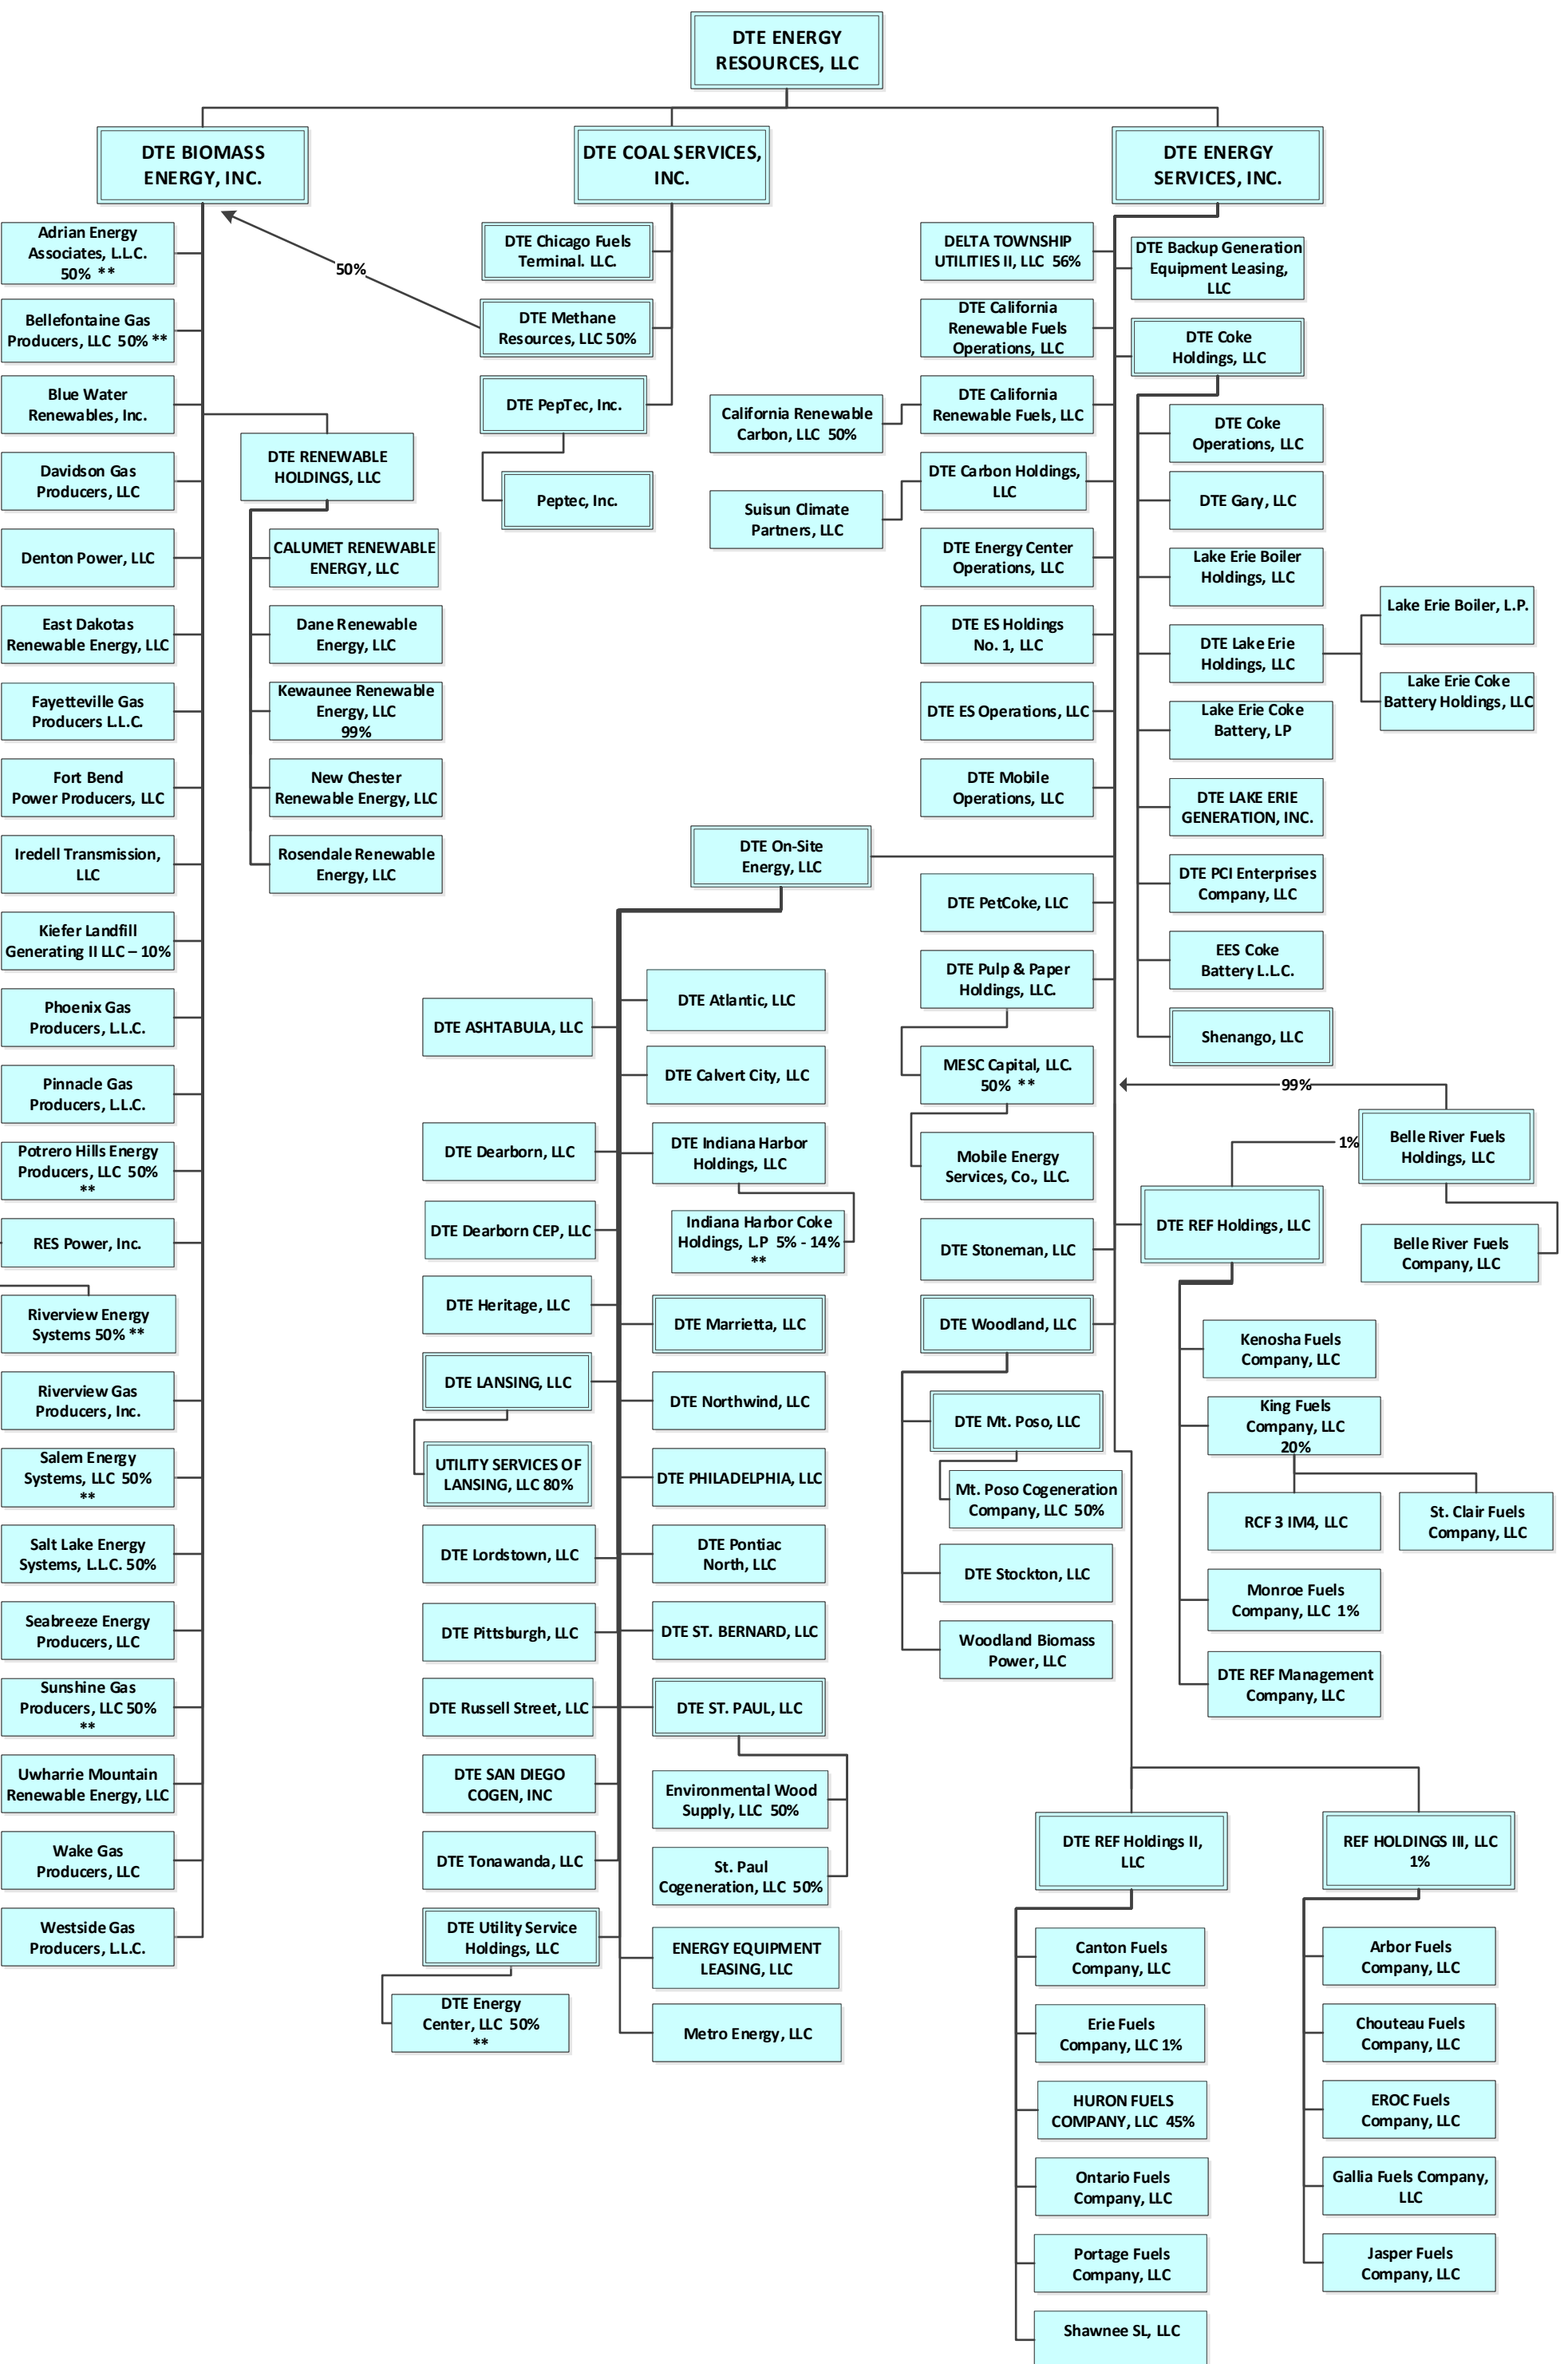 DTE ENERGY
RESOURCES, LLC
DTE BIOMASS
ENERGY, INC.
DTE COAL SERVICES,
INC.
DTE ENERGY
SERVICES, INC.
Adrian Energy
Associates, L.L.C.
50% **
Bellefontaine Gas
Producers, LLC 50% **
Blue Water
Renewables, Inc.
Davidson Gas
Producers, LLC
Denton Power, LLC
East Dakotas
Renewable Energy, LLC
Fayetteville Gas
Producers L.L.C.
Fort Bend
Power Producers, LLC
Iredell Transmission,
LLC
Kiefer Landfill
Generating II LLC – 10%
Phoenix Gas
Producers, L.L.C.
Pinnacle Gas
Producers, L.L.C.
Potrero Hills Energy
Producers, LLC 50%
**
RES Power, Inc.
Riverview Energy
Systems 50% **
Riverview Gas
Producers, Inc.
Salem Energy
Systems, LLC 50%
**
Salt Lake Energy
Systems, L.L.C. 50%
Seabreeze Energy
Producers, LLC
Sunshine Gas
Producers, LLC 50%
**
Uwharrie Mountain
Renewable Energy, LLC
Wake Gas
Producers, LLC
Westside Gas
Producers, L.L.C.
DTE RENEWABLE
HOLDINGS, LLC
CALUMET RENEWABLE
ENERGY, LLC
Dane Renewable
Energy, LLC
Kewaunee Renewable
Energy, LLC
99%
New Chester
Renewable Energy, LLC
Rosendale Renewable
Energy, LLC
50%
DTE Chicago Fuels
Terminal. LLC.
DTE Methane
Resources, LLC 50%
DTE PepTec, Inc.
Peptec, Inc.
DELTA TOWNSHIP
UTILITIES II, LLC 56%
DTE California
Renewable Fuels
Operations, LLC
DTE California
Renewable Fuels, LLC
California Renewable
Carbon, LLC 50%
DTE Carbon Holdings,
LLC
Suisun Climate
Partners, LLC
DTE Energy Center
Operations, LLC
DTE ES Holdings
No. 1, LLC
DTE ES Operations, LLC
DTE Mobile
Operations, LLC
DTE On-Site
Energy, LLC
DTE PetCoke, LLC
DTE Pulp & Paper
Holdings, LLC.
MESC Capital, LLC.
50% **
Mobile Energy
Services, Co., LLC.
DTE Stoneman, LLC
DTE Woodland, LLC
DTE Mt. Poso, LLC
Mt. Poso Cogeneration
Company, LLC 50%
DTE Stockton, LLC
Woodland Biomass
Power, LLC
DTE ASHTABULA, LLC
DTE Dearborn, LLC
DTE Dearborn CEP, LLC
DTE Heritage, LLC
DTE LANSING, LLC
UTILITY SERVICES OF
LANSING, LLC 80%
DTE Lordstown, LLC
DTE Pittsburgh, LLC
DTE Russell Street, LLC
DTE SAN DIEGO
COGEN, INC
DTE Tonawanda, LLC
DTE Utility Service
Holdings, LLC
DTE Energy
Center, LLC 50%
**
DTE Atlantic, LLC
DTE Calvert City, LLC
DTE Indiana Harbor
Holdings, LLC
Indiana Harbor Coke
Holdings, L.P 5% - 14%
**
DTE Marrietta, LLC
DTE Northwind, LLC
DTE PHILADELPHIA, LLC
DTE Pontiac
North, LLC
DTE ST. BERNARD, LLC
DTE ST. PAUL, LLC
Environmental Wood
Supply, LLC 50%
St. Paul
Cogeneration, LLC 50%
ENERGY EQUIPMENT
LEASING, LLC
Metro Energy, LLC
DTE Backup Generation
Equipment Leasing,
LLC
DTE Coke
Holdings, LLC
DTE Coke
Operations, LLC
DTE Gary, LLC
Lake Erie Boiler
Holdings, LLC
DTE Lake Erie
Holdings, LLC
Lake Erie Boiler, L.P.
Lake Erie Coke
Battery Holdings, LLC
Lake Erie Coke
Battery, LP
DTE LAKE ERIE
GENERATION, INC.
DTE PCI Enterprises
Company, LLC
EES Coke
Battery L.L.C.
Shenango, LLC
99%
1%
Belle River Fuels
Holdings, LLC
Belle River Fuels
Company, LLC
DTE REF Holdings, LLC
Kenosha Fuels
Company, LLC
King Fuels
Company, LLC
20%
RCF 3 IM4, LLC
St. Clair Fuels
Company, LLC
Monroe Fuels
Company, LLC 1%
DTE REF Management
Company, LLC
DTE REF Holdings II,
LLC
REF HOLDINGS III, LLC
1%
Canton Fuels
Company, LLC
Erie Fuels
Company, LLC 1%
HURON FUELS
COMPANY, LLC 45%
Ontario Fuels
Company, LLC
Portage Fuels
Company, LLC
Shawnee SL, LLC
Arbor Fuels
Company, LLC
Chouteau Fuels
Company, LLC
EROC Fuels
Company, LLC
Gallia Fuels Company,
LLC
Jasper Fuels
Company, LLC